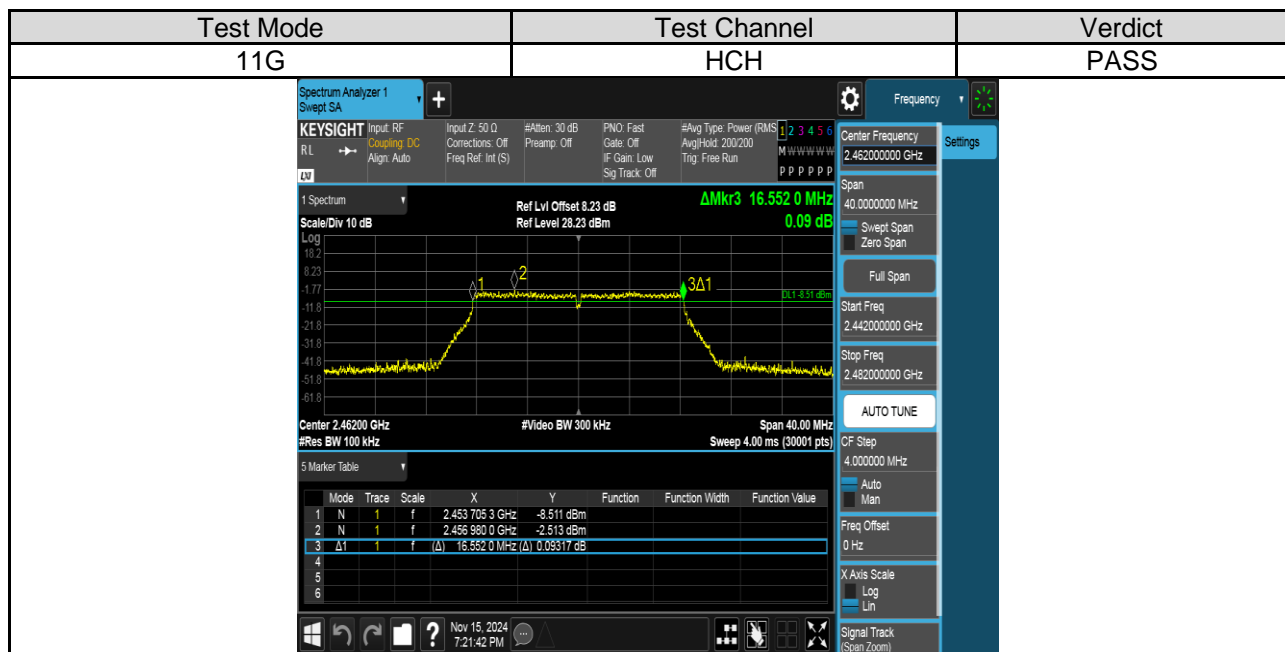 Test Mode Test Channel Verdict
11G HCH PASS
Spectrum Analyzer 1
Swept SA
+
Frequency
KEYSIGHT
RL
LXI
Input: RF
Coupling: DC
Align: Auto
Input Z: 50 Ω
Corrections: Off
Freq Ref: Int (S)
#Atten: 30 dB
Preamp: Off
PNO: Fast
Gate: Off
IF Gain: Low
Sig Track: Off
#Avg Type: Power (RMS
Avg|Hold: 200/200
Trig: Free Run
1 2 3 4 5 6
M W W W W W
P P P P P P
Center Frequency
2.462000000 GHz
Settings
Span
40.0000000 MHz
Swept Span
Zero Span
Full Span
Start Freq
2.442000000 GHz
Stop Freq
2.482000000 GHz
AUTO TUNE
CF Step
4.000000 MHz
Auto
Man
Freq Offset
0 Hz
X Axis Scale
Log
Lin
Signal Track
(Span Zoom)
1 Spectrum
Scale/Div 10 dB
Ref Lvl Offset 8.23 dB
Ref Level 28.23 dBm
ΔMkr3 16.552 0 MHz
0.09 dB
Log
18.2
8.23
-1.77
-11.8
-21.8
-31.8
-41.8
-51.8
-61.8
1
2
3Δ1
DL1 -8.51 dBm
Center 2.46200 GHz #Video BW 300 kHz Span 40.00 MHz
#Res BW 100 kHz Sweep 4.00 ms (30001 pts)
5 Marker Table
Mode Trace Scale X Y Function Function Width Function Value
1 N 1 f 2.453 705 3 GHz -8.511 dBm
2 N 1 f 2.456 980 0 GHz -2.513 dBm
3 Δ1 1 f (Δ) 16.552 0 MHz (Δ) 0.09317 dB
4
5
6
?
Nov 15, 2024
7:21:42 PM